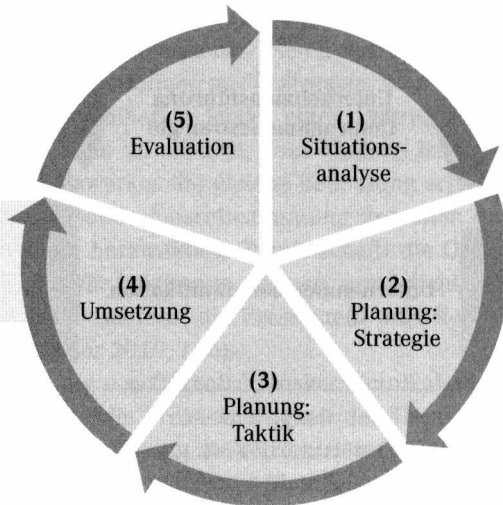 (1)
Situations-
analyse
(2)
Planung:
Strategie
(3)
Planung:
Taktik
(4)
Umsetzung
(5)
Evaluation